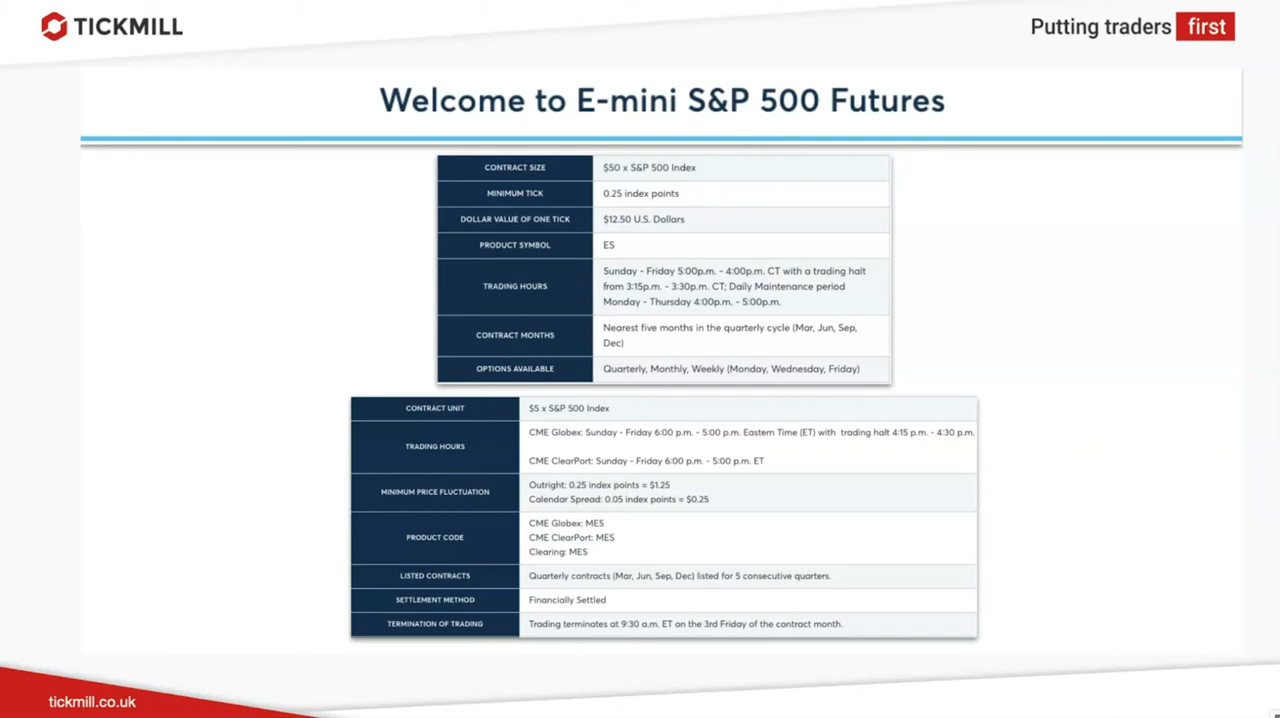 TICKMILL
Putting traders first
Welcome to E-mini S&P 500 Futures
CONTRACT SIZE $50 x S&P 500 Index
MINIMUM TICK 0.25 index points
DOLLAR VALUE OF ONE TICK $12.50 U.S. Dollars
PRODUCT SYMBOL ES
TRADING HOURS
Sunday - Friday 5:00p.m. - 4:00p.m. CT with a trading halt
from 3:15p.m. - 3:30p.m. CT; Daily Maintenance period
Monday - Thursday 4:00p.m. - 5:00p.m.
CONTRACT MONTHS
Nearest five months in the quarterly cycle (Mar, Jun, Sep,
Dec)
OPTIONS AVAILABLE Quarterly, Monthly, Weekly (Monday, Wednesday, Friday)
CONTRACT UNIT $5 x S&P 500 Index
TRADING HOURS
CME Globex: Sunday - Friday 6:00 p.m. - 5:00 p.m. Eastern Time (ET) with trading halt 4:15 p.m. - 4:30 p.m.
CME ClearPort: Sunday - Friday 6:00 p.m. - 5:00 p.m. ET
MINIMUM PRICE FLUCTUATION
Outright: 0.25 index points = $1.25
Calendar Spread: 0.05 index points = $0.25
PRODUCT CODE
CME Globex: MES
CME ClearPort: MES
Clearing: MES
LISTED CONTRACTS Quarterly contracts (Mar, Jun, Sep, Dec) listed for 5 consecutive quarters.
SETTLEMENT METHOD Financially Settled
TERMINATION OF TRADING Trading terminates at 9:30 a.m. ET on the 3rd Friday of the contract month.
tickmill.co.uk